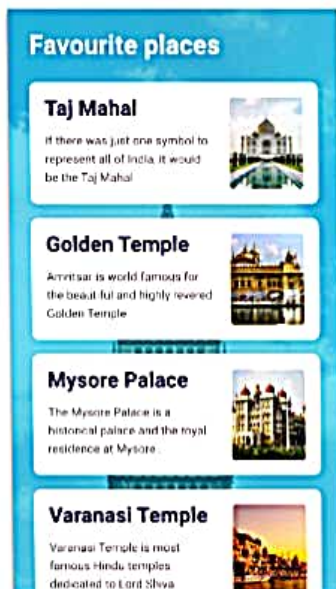 Favourite places
Taj Mahal
If there was just one symbol to
represent all of India, it would
be the Taj Mahal
Golden Temple
Amritsar is world famous for
the beautiful and highly revered
Golden Temple
Mysore Palace
The Mysore Palace is a
historical palace and the royal
residence at Mysore.
Varanasi Temple
Varanasi Temple is most
famous Hindu temples
dedicated to Lord Shiva